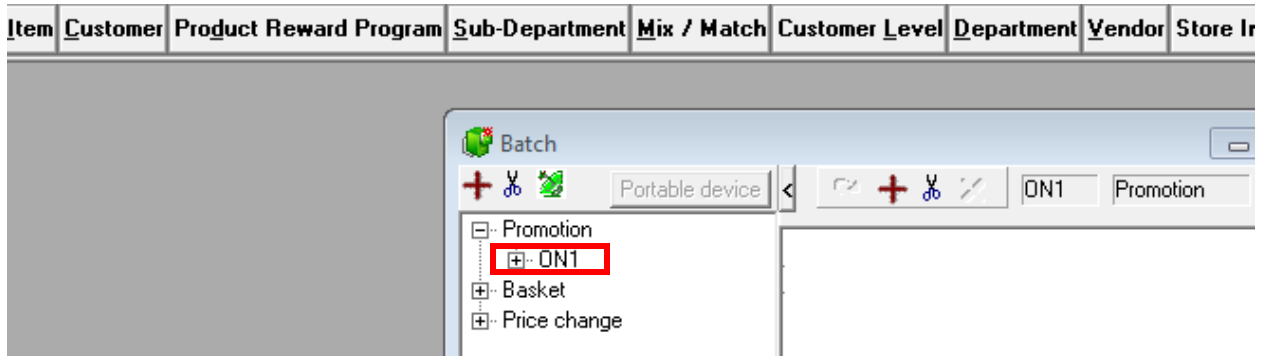 Item Customer Product Reward Program Sub-Department Mix / Match Customer Level Department Vendor Store
Batch
Portable device < ON1 Promotion
Promotion
ON1
Basket
Price change